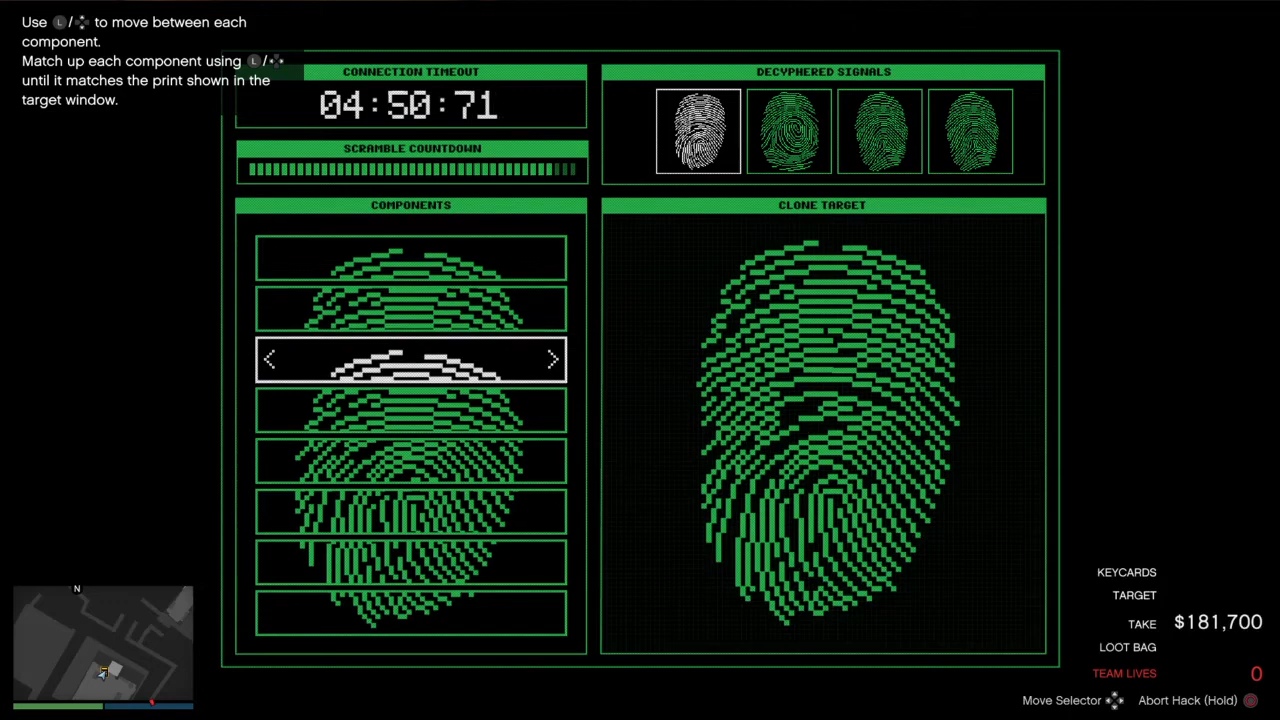 Use L/ to move between each
component.
Match up each component using L/
until it matches the print shown in the
target window.
CONNECTION TIMEOUT
04:50:71
DECYPHERED SIGNALS
SCRAMBLE COUNTDOWN
COMPONENTS
CLONE TARGET
N
KEYCARDS
TARGET
TAKE $181,700
LOOT BAG
TEAM LIVES 0
Move Selector Abort Hack (Hold)